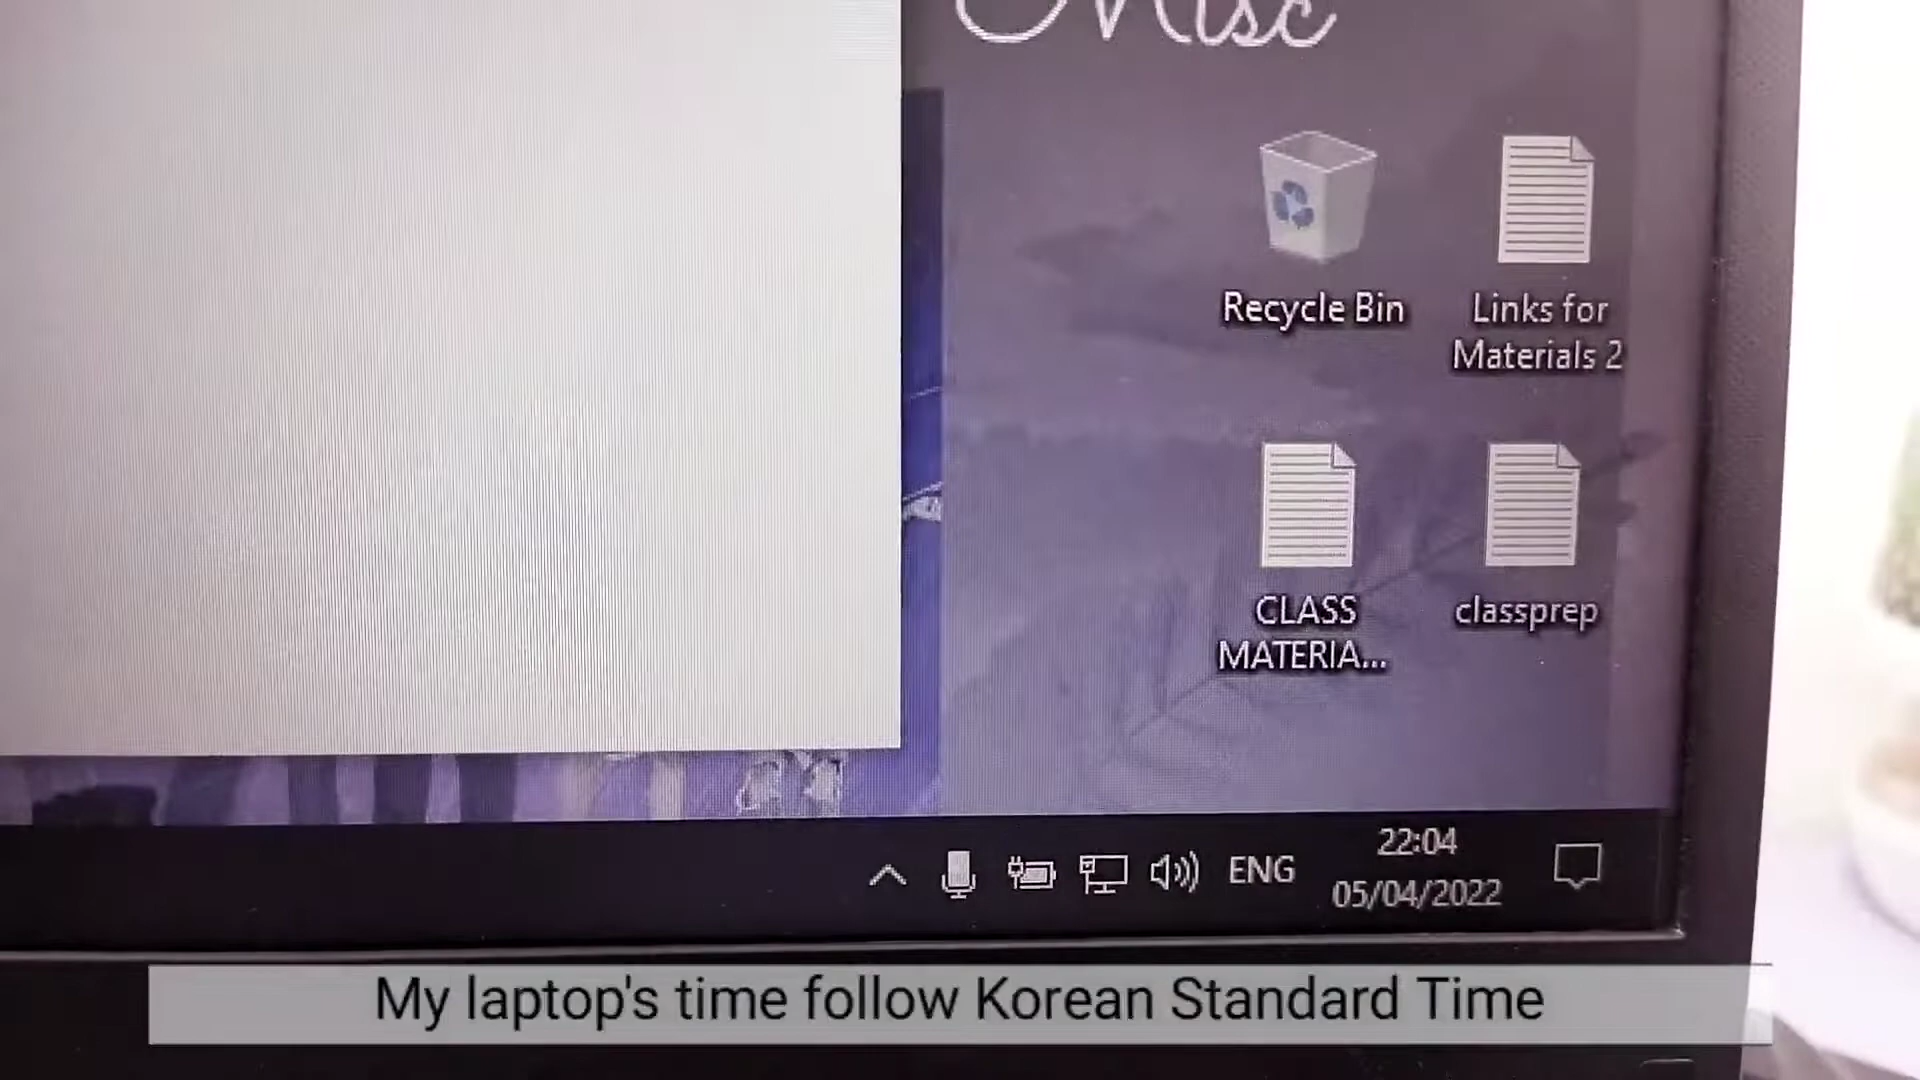 Misc
Recycle Bin
Links for
Materials 2
CLASS
MATERIA...
classprep
ENG
22:04
05/04/2022
My laptop's time follow Korean Standard Time